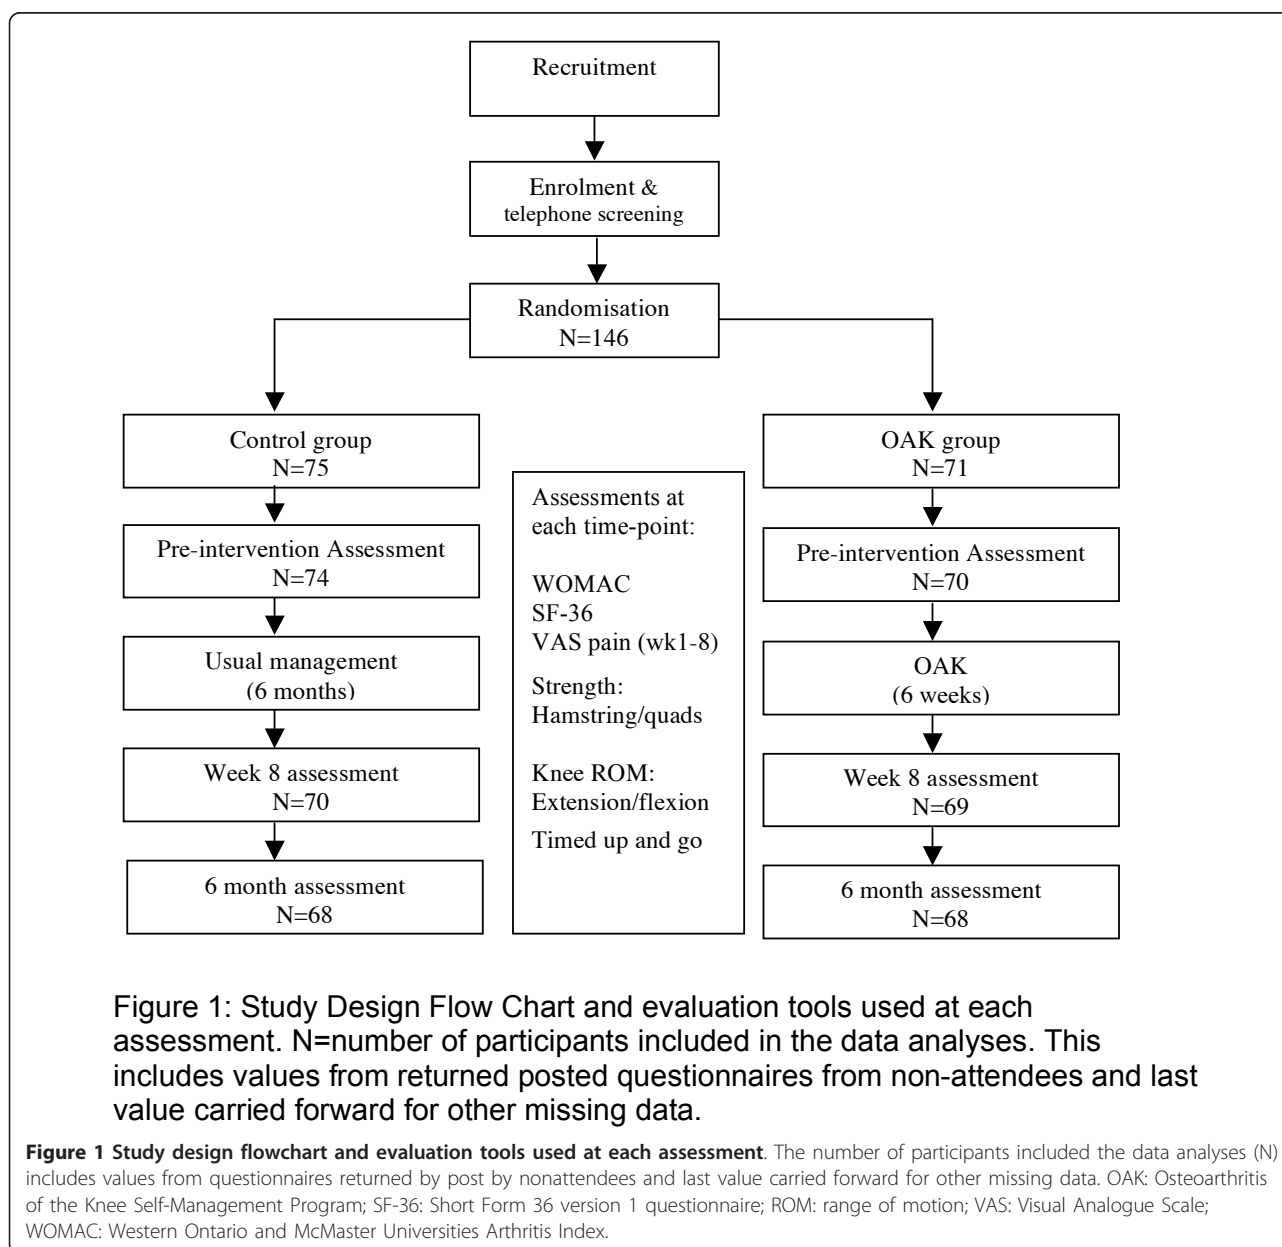 Recruitment
Enrolment &
telephone screening
Randomisation
N=146
Control group
N=75
Pre-intervention Assessment
N=74
Usual management
(6 months)
Week 8 assessment
N=70
6 month assessment
N=68
Assessments at
each time-point:
WOMAC
SF-36
VAS pain (wk1-8)
Strength:
Hamstring/quads
Knee ROM:
Extension/flexion
Timed up and go
OAK group
N=71
Pre-intervention Assessment
N=70
OAK
(6 weeks)
Week 8 assessment
N=69
6 month assessment
N=68
Figure 1: Study Design Flow Chart and evaluation tools used at each
assessment. N=number of participants included in the data analyses. This
includes values from returned posted questionnaires from non-attendees and last
value carried forward for other missing data.
Figure 1 Study design flowchart and evaluation tools used at each assessment. The number of participants included the data analyses (N)
includes values from questionnaires returned by post by nonattendees and last value carried forward for other missing data. OAK: Osteoarthritis
of the Knee Self-Management Program; SF-36: Short Form 36 version 1 questionnaire; ROM: range of motion; VAS: Visual Analogue Scale;
WOMAC: Western Ontario and McMaster Universities Arthritis Index.